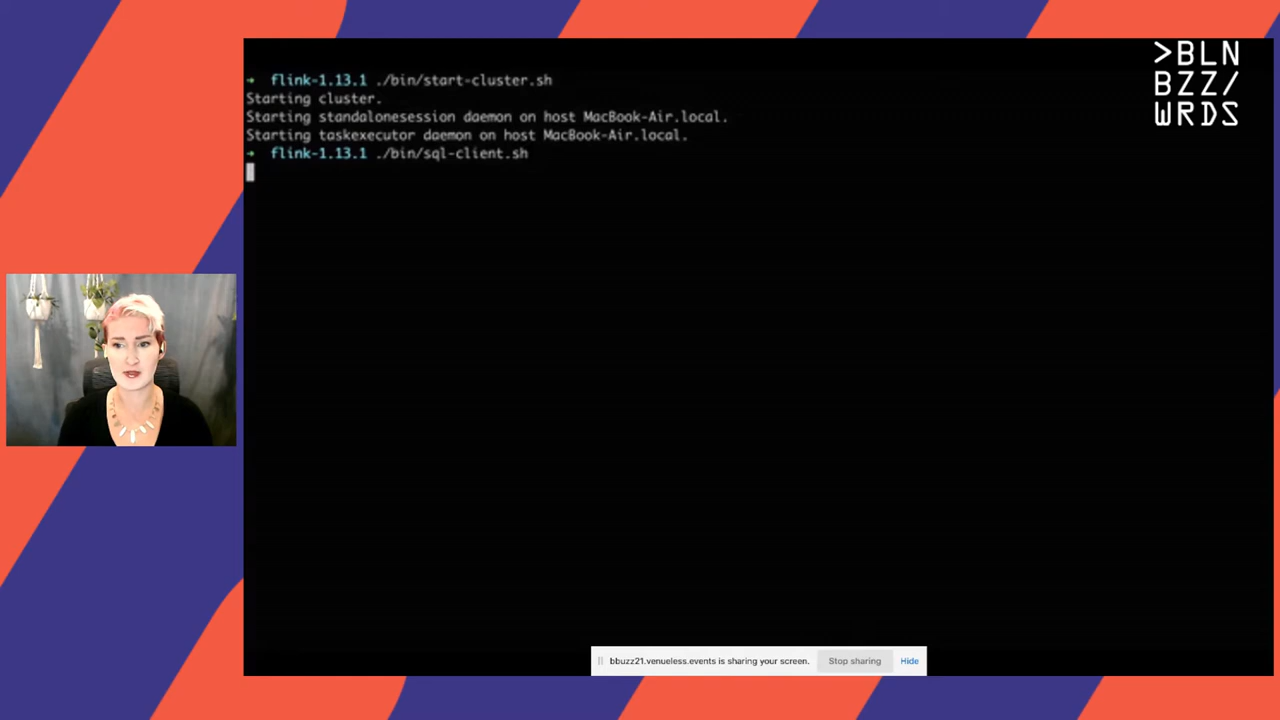 >BLN
BZZ/
WRDS
→ flink-1.13.1 ./bin/start-cluster.sh
Starting cluster.
Starting standalonesession daemon on host MacBook-Air.local.
Starting taskexecutor daemon on host MacBook-Air.local.
→ flink-1.13.1 ./bin/sql-client.sh
bbuzz21.venueless.events is sharing your screen.
Stop sharing
Hide